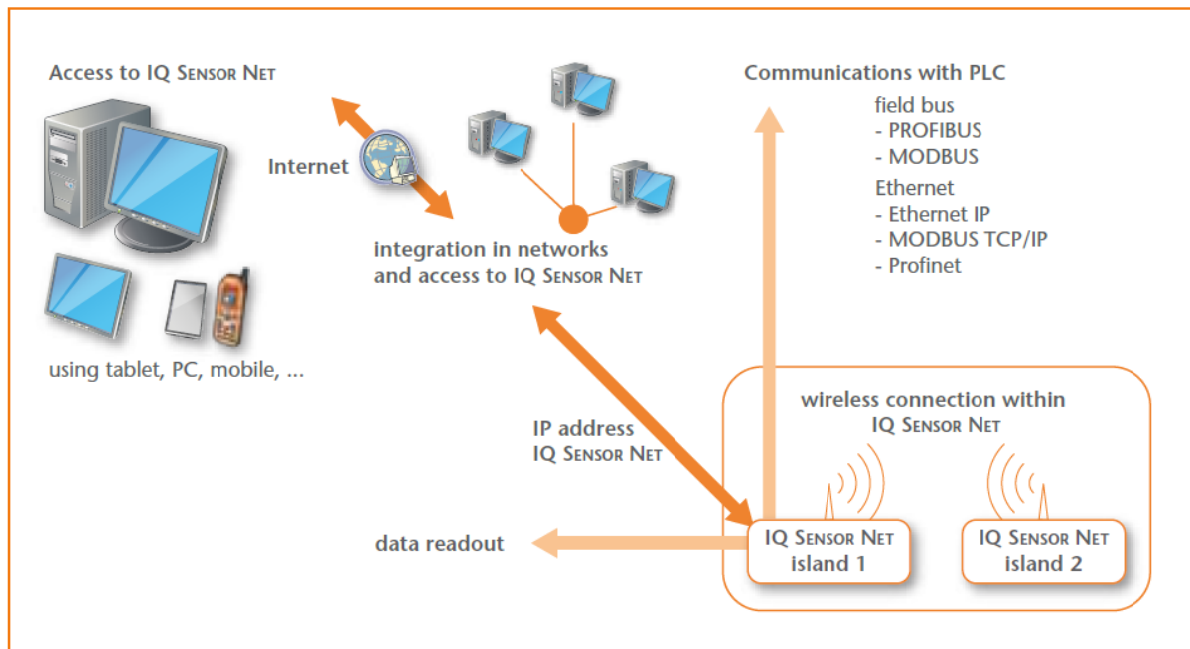 Access to IQ SENSOR NET
Internet
using tablet, PC, mobile, ...
integration in networks
and access to IQ SENSOR NET
Communications with PLC
field bus
- PROFIBUS
- MODBUS
Ethernet
- Ethernet IP
- MODBUS TCP/IP
- Profinet
IP address
IQ SENSOR NET
data readout
wireless connection within
IQ SENSOR NET
IQ SENSOR NET
island 1
IQ SENSOR NET
island 2